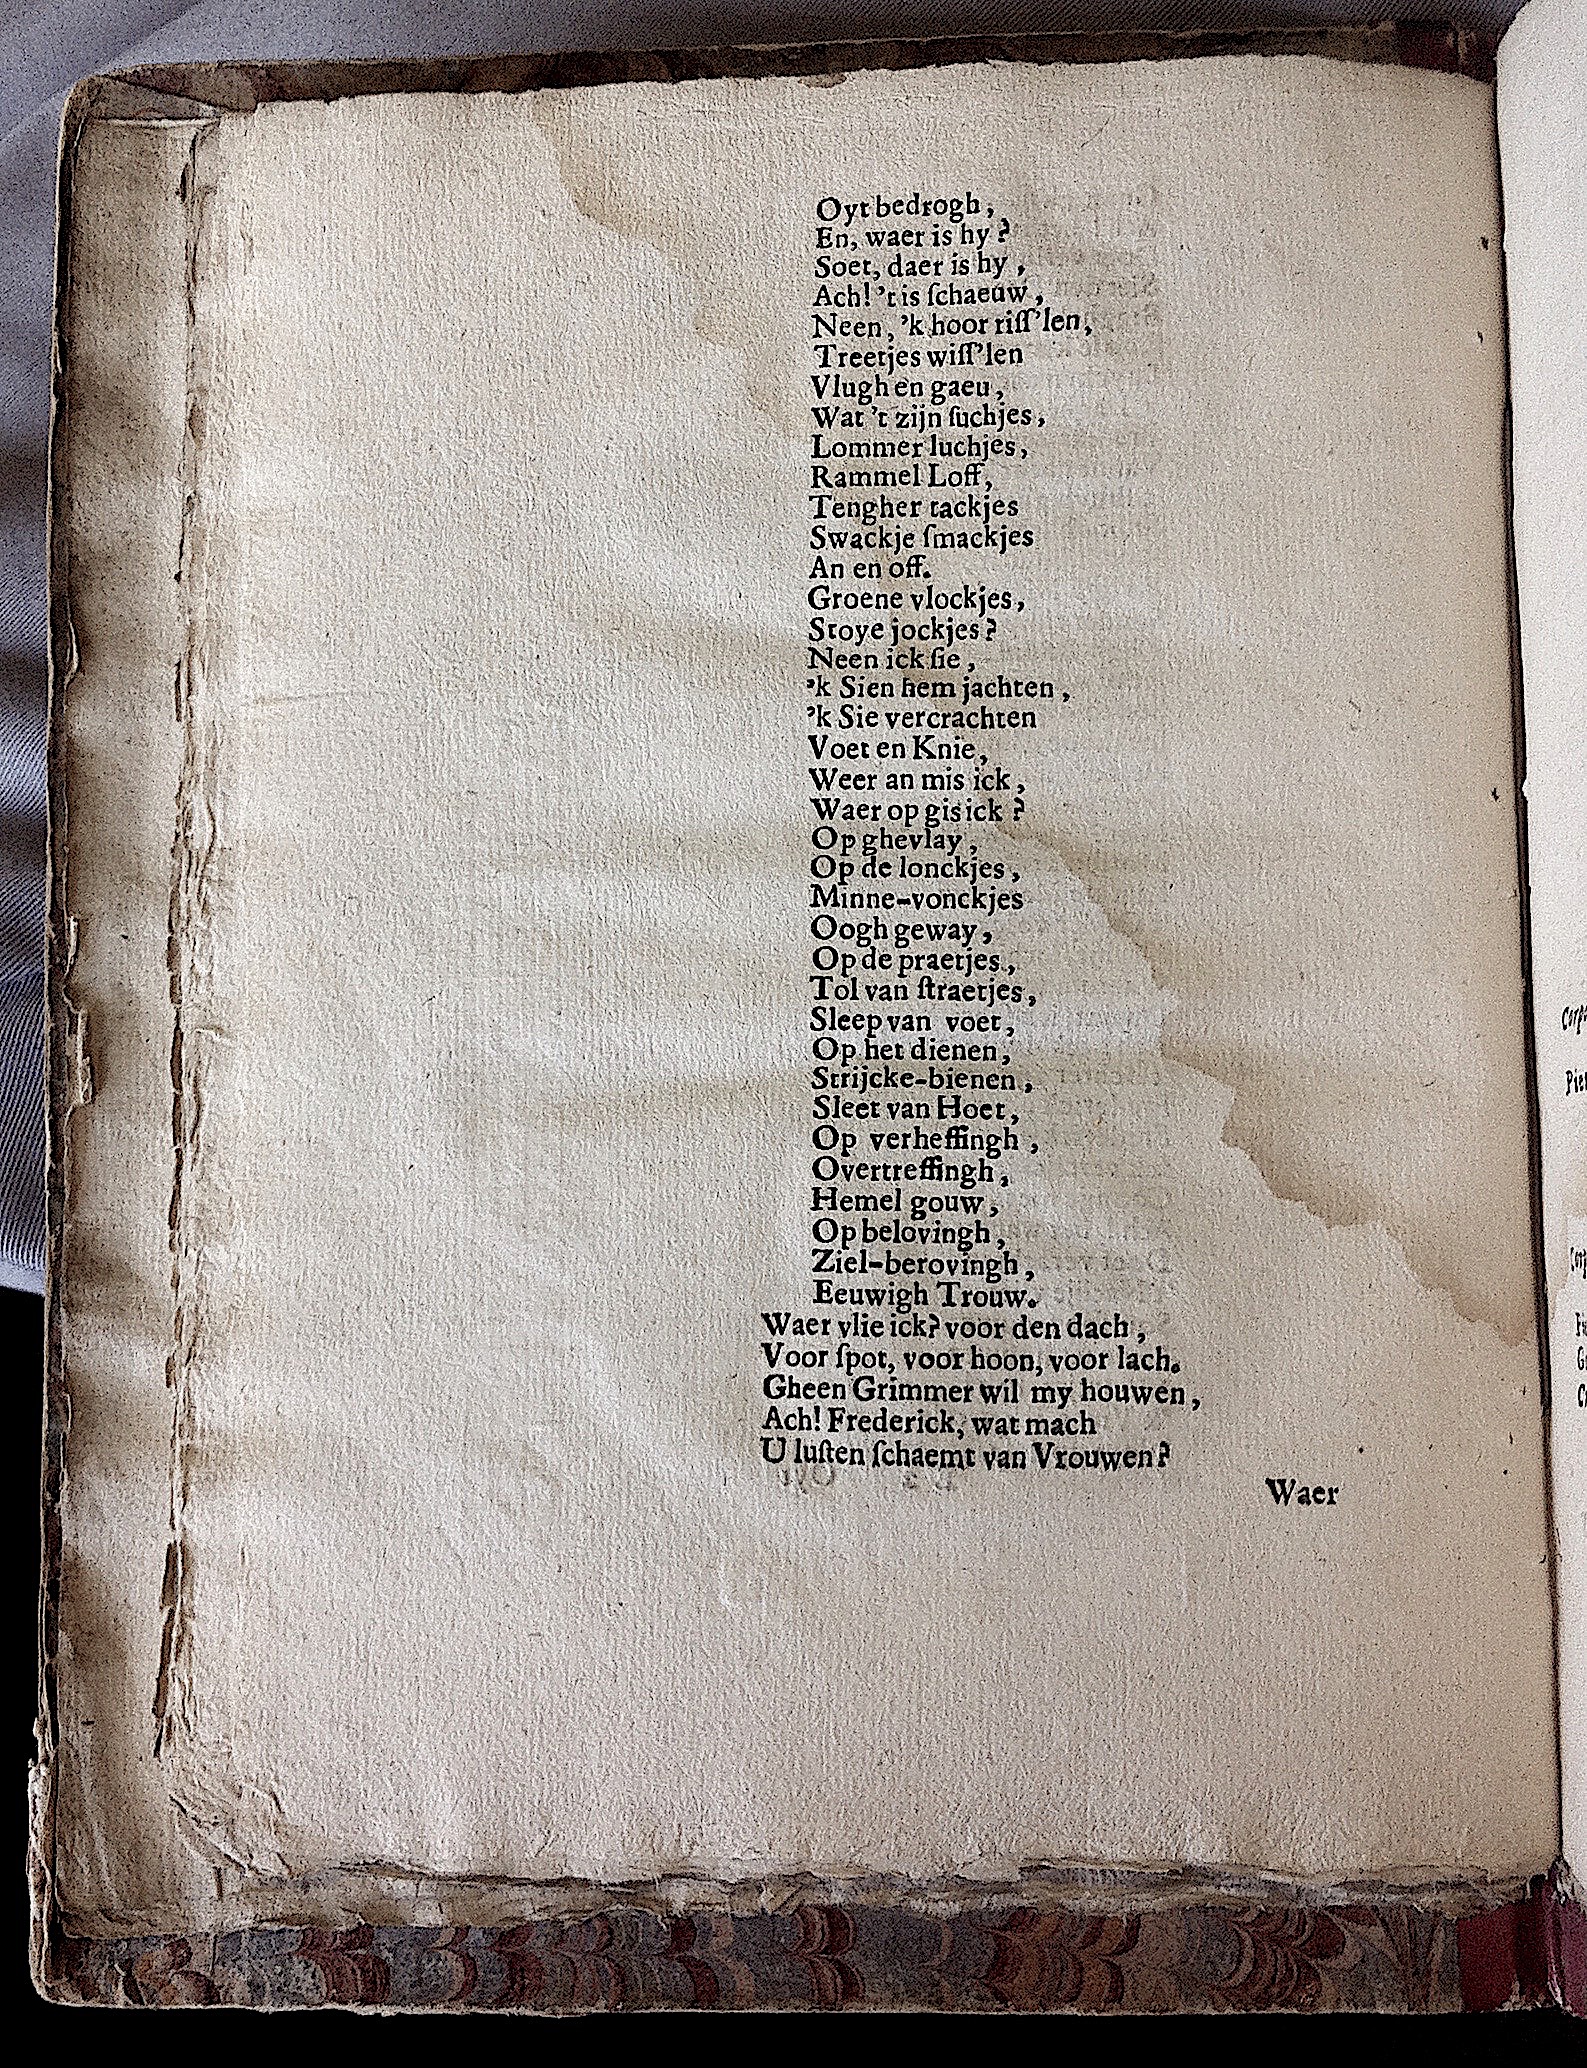 Oyt bedrogh,
En, waer is hy?
Soet, daer is hy,
Ach! 't is ſchaeuw,
Neen, 'k hoor riſſ'len,
Treetjes wiſſ'len
Vlugh en gaeu,
Wat 't zijn ſuchjes,
Lommer luchjes,
Rammel Loff,
Tengher tackjes
Swackje ſmackjes
An en off.
Groene vlockjes,
Stoye jockjes?
Neen ick ſie,
'k Sien hem jachten,
'k Sie vercrachten
Voet en Knie,
Weer an mis ick,
Waer op gis ick?
Op ghevlay,
Op de lonckjes,
Minne-vonckjes
Oogh geway,
Op de praetjes,
Tol van ſtraetjes,
Sleep van voet,
Op het dienen,
Strijcke-bienen,
Sleet van Hoet,
Op verheffingh,
Overtreffingh,
Hemel gouw,
Op belovingh,
Ziel-berovingh,
Eeuwigh Trouw.
Waer vlie ick? voor den dach,
Voor ſpot, voor hoon, voor lach.
Gheen Grimmer wil my houwen,
Ach! Frederick, wat mach
U luſten ſchaemt van Vrouwen?
Waer